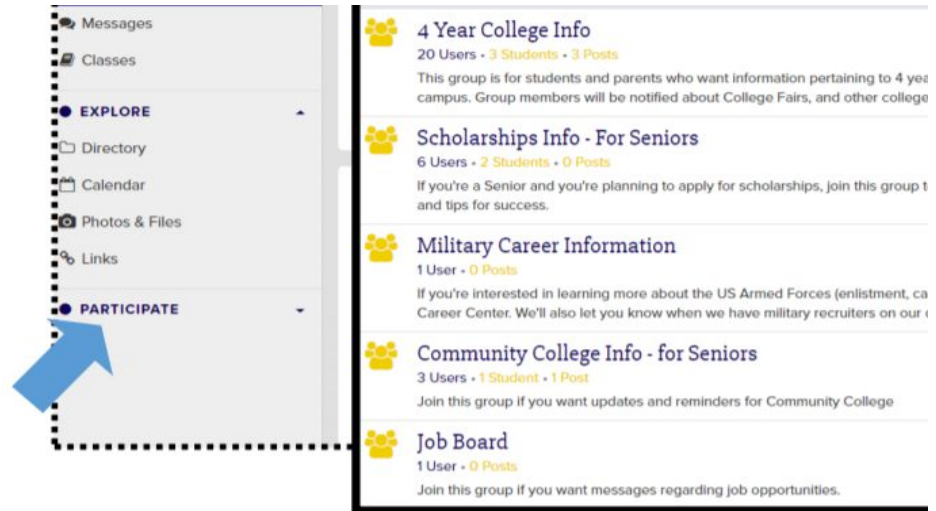 Messages
Classes
EXPLORE
Directory
Calendar
Photos & Files
Links
PARTICIPATE
4 Year College Info
20 Users • 3 Students • 3 Posts
This group is for students and parents who want information pertaining to 4 yea
campus. Group members will be notified about College Fairs, and other college
Scholarships Info - For Seniors
6 Users • 2 Students • 0 Posts
If you're a Senior and you're planning to apply for scholarships, join this group t
and tips for success.
Military Career Information
1 User • 0 Posts
If you're interested in learning more about the US Armed Forces (enlistment, ca
Career Center. We'll also let you know when we have military recruiters on our
Community College Info - for Seniors
3 Users • 1 Student • 1 Post
Join this group if you want updates and reminders for Community College
Job Board
1 User • 0 Posts
Join this group if you want messages regarding job opportunities.